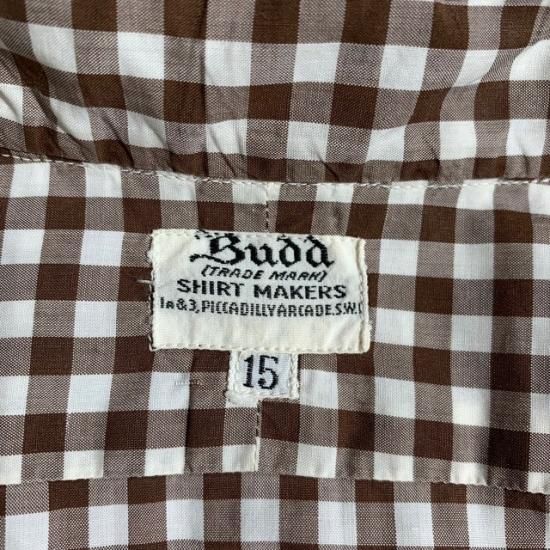 Budd
(TRADE MARK)
SHIRT MAKERS
1a&3,PICCADILLY ARCADE.S.W.1
15